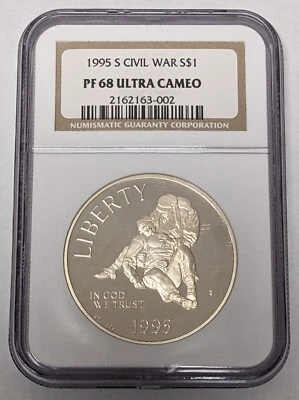 1995 S CIVIL WAR S$1
PF 68 ULTRA CAMEO
2162163-002
NUMISMATIC GUARANTY CORPORATION
LIBERTY
IN GOD
WE TRUST
S
1995